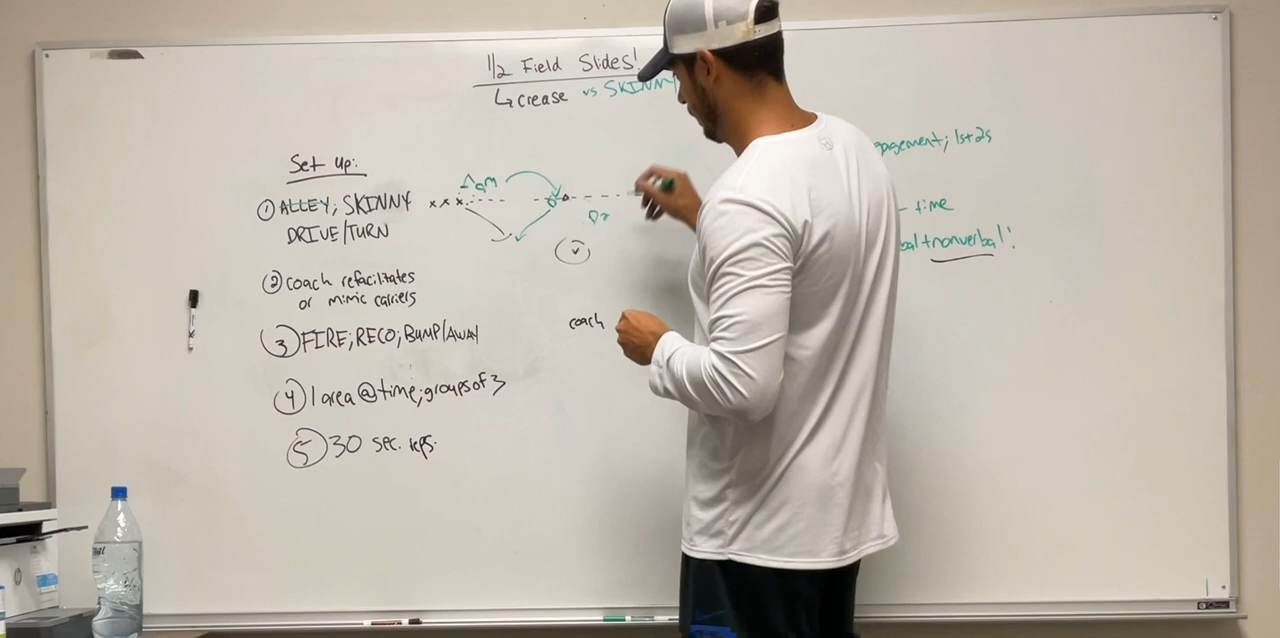 1/2 Field Slides!
↳ crease vs SKINNY
Set Up:
① ALLEY; SKINNY
DRIVE/TURN
② coach refacilitates
or mimic carriers
③ FIRE; RECO; BUMP/AWAY
④ 1 area @ time; groups of 3
⑤ 30 sec. reps.
x x x
coach
gagement; 1st 2s
- time
bal + nonverbal!